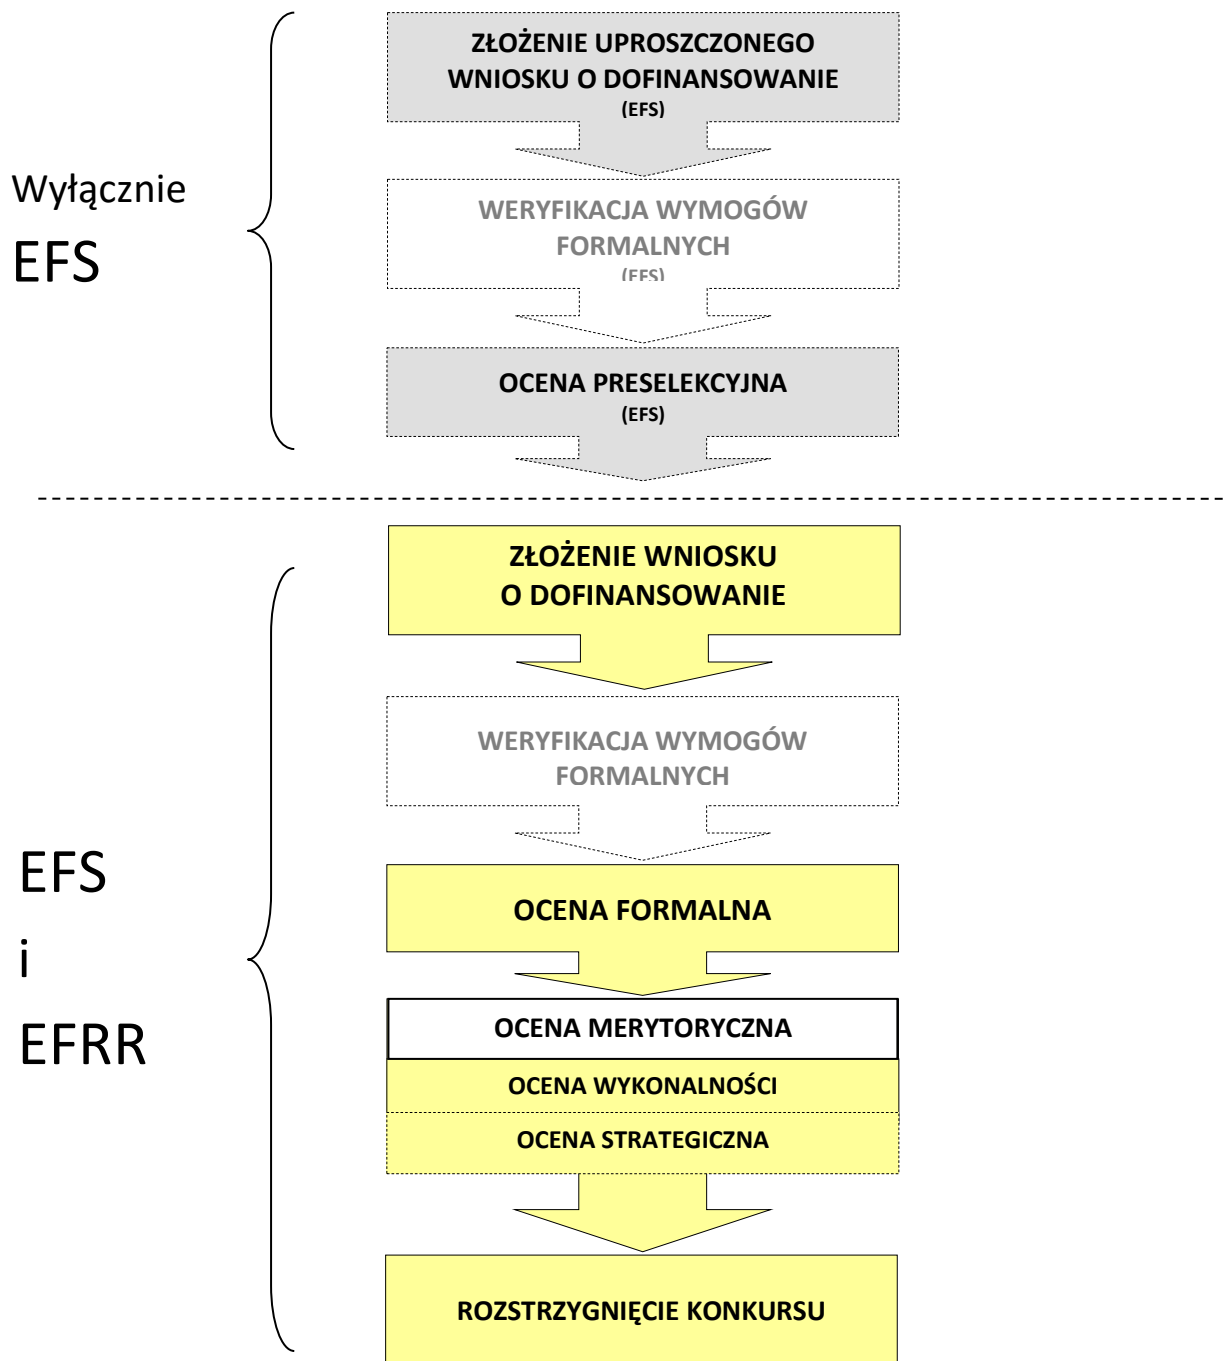 ZŁOŻENIE UPROSZCZONEGO
WNIOSKU O DOFINANSOWANIE
(EFS)
Wyłącznie
EFS
WERYFIKACJA WYMOGÓW
FORMALNYCH
(EFS)
OCENA PRESELEKCYJNA
(EFS)
ZŁOŻENIE WNIOSKU
O DOFINANSOWANIE
WERYFIKACJA WYMOGÓW
FORMALNYCH
EFS
i
EFRR
OCENA FORMALNA
OCENA MERYTORYCZNA
OCENA WYKONALNOŚCI
OCENA STRATEGICZNA
ROZSTRZYGNIĘCIE KONKURSU